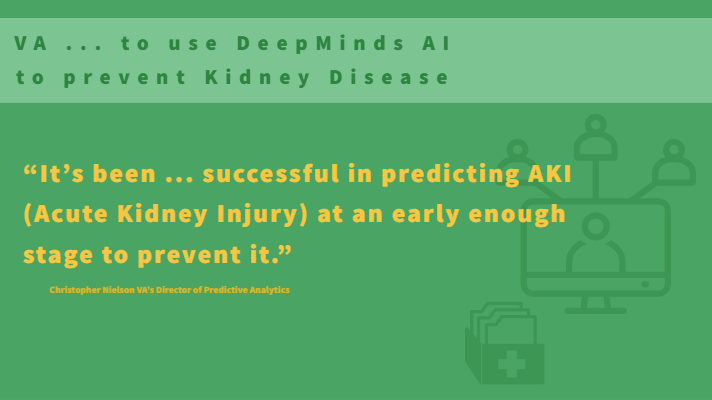 VA ... to use DeepMinds AI
to prevent Kidney Disease
“It’s been ... successful in predicting AKI
(Acute Kidney Injury) at an early enough
stage to prevent it.”
Christopher Nielson VA's Director of Predictive Analytics